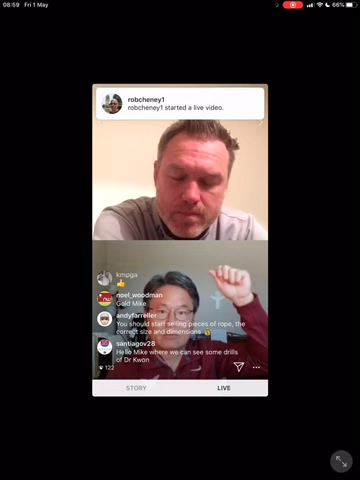 08:59 Fri 1 May
66%
robcheney1
robcheney1 started a live video.
kmpga
👍
noel_woodman
Gold Mike
andyfarreller
You should start selling pieces of rope, the
correct size and dimensions.
santiagov28
Hello Mike where we can see some drills
of Dr Kwon
122
STORY
LIVE